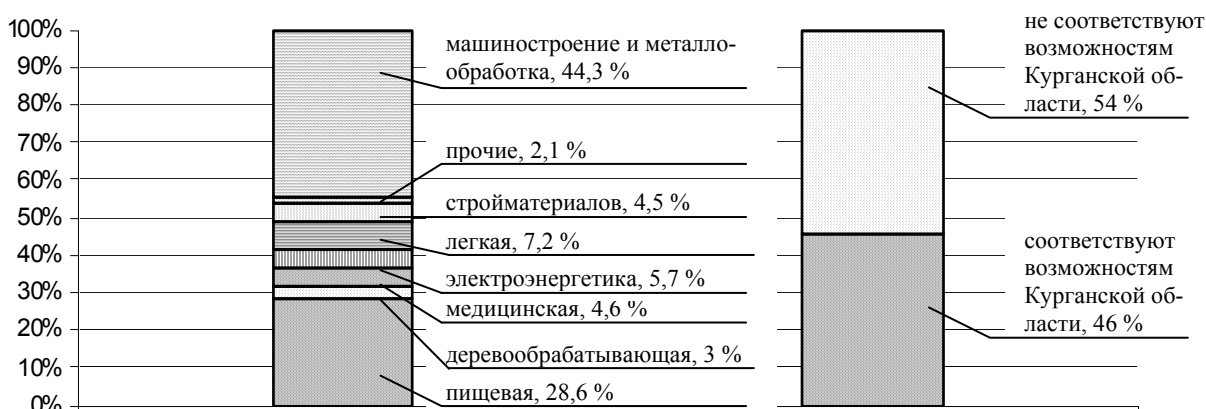 100%
90%
80%
70%
60%
50%
40%
30%
20%
10%
0%
машиностроение и металло-
обработка, 44,3 %
прочие, 2,1 %
стройматериалов, 4,5 %
легкая, 7,2 %
электроэнергетика, 5,7 %
медицинская, 4,6 %
деревообрабатывающая, 3 %
пищевая, 28,6 %
не соответствуют
возможностям
Курганской об-
ласти, 54 %
соответствуют
возможностям
Курганской об-
ласти, 46 %